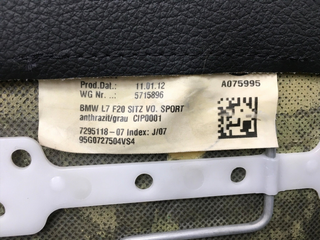 Prod.Dat.: 11.01.12 A075995
WG Nr. ..: 5715896
BMW L7 F20 SITZ VO. SPORT
anthrazit/grau CIP0001
7295118-07 Index: J/07
95G0727504VS4